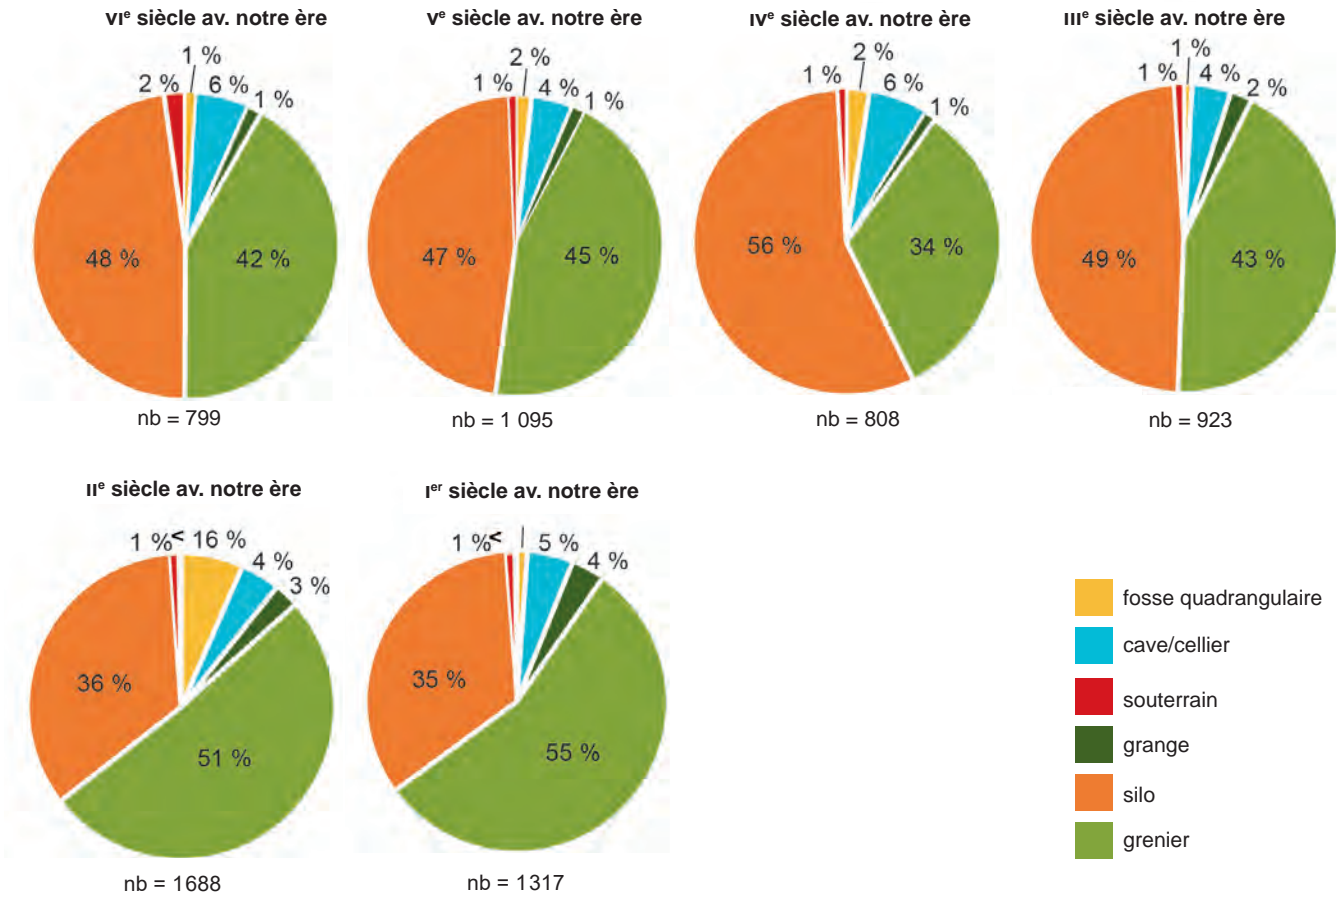 VIe siècle av. notre ère
1 %
2 %
6 %
1 %
48 %
42 %
nb = 799
Ve siècle av. notre ère
2 %
1 %
4 %
1 %
47 %
45 %
nb = 1 095
IVe siècle av. notre ère
2 %
1 %
6 %
1 %
56 %
34 %
nb = 808
IIIe siècle av. notre ère
1 %
1 %
4 %
2 %
49 %
43 %
nb = 923
IIe siècle av. notre ère
1 %
< 16 %
4 %
3 %
36 %
51 %
nb = 1688
Ier siècle av. notre ère
1 %
<
5 %
4 %
35 %
55 %
nb = 1317
fosse quadrangulaire
cave/cellier
souterrain
grange
silo
grenier